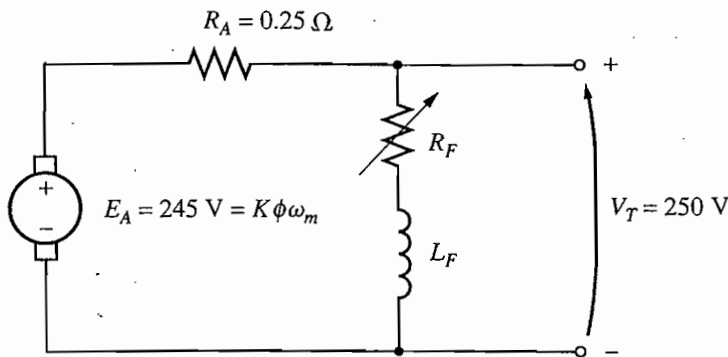 R_A = 0.25 Ω
+
R_F
+
−
E_A = 245 V = Kϕω_m
V_T = 250 V
L_F
−